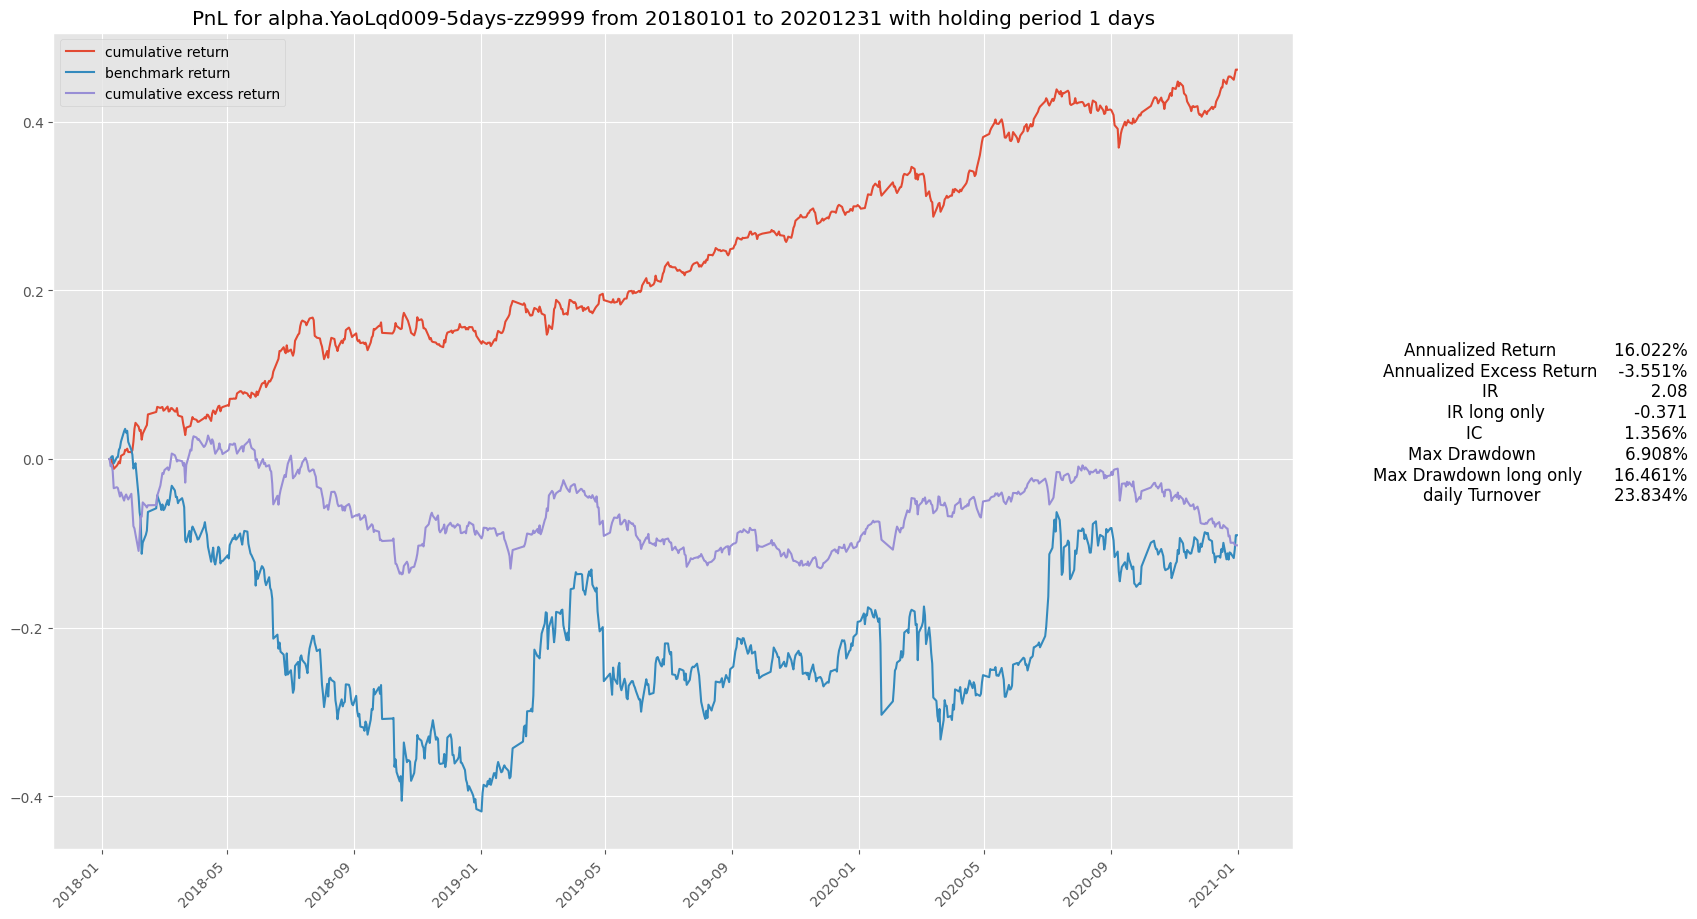 PnL for alpha.YaoLqd009-5days-zz9999 from 20180101 to 20201231 with holding period 1 days
cumulative return
benchmark return
cumulative excess return
0.4
0.2
0.0
−0.2
−0.4
2018-01
2018-05
2018-09
2019-01
2019-05
2019-09
2020-01
2020-05
2020-09
2021-01
Annualized Return 16.022%
Annualized Excess Return -3.551%
IR 2.08
IR long only -0.371
IC 1.356%
Max Drawdown 6.908%
Max Drawdown long only 16.461%
daily Turnover 23.834%